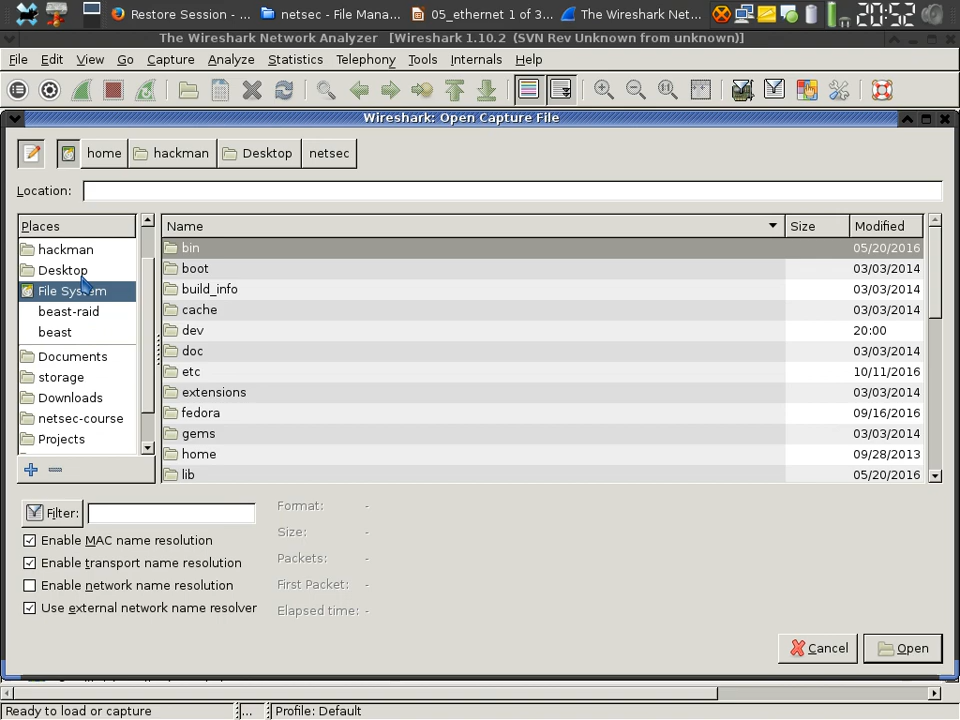 Restore Session - ... netsec - File Mana... 05_ethernet 1 of 3... The Wireshark Net... 20:52
The Wireshark Network Analyzer [Wireshark 1.10.2 (SVN Rev Unknown from unknown)]
File Edit View Go Capture Analyze Statistics Telephony Tools Internals Help
Wireshark: Open Capture File
home hackman Desktop netsec
Location:
Places Name Size Modified
hackman bin 05/20/2016
Desktop boot 03/03/2014
File System build_info 03/03/2014
beast-raid cache 03/03/2014
beast dev 20:00
Documents doc 03/03/2014
storage etc 10/11/2016
Downloads extensions 03/03/2014
netsec-course fedora 09/16/2016
Projects gems 03/03/2014
home 09/28/2013
lib 05/20/2016
Filter:
Format: -
Size: -
Packets: -
First Packet: -
Elapsed time: -
Enable MAC name resolution
Enable transport name resolution
Enable network name resolution
Use external network name resolver
Cancel Open
Ready to load or capture ... Profile: Default